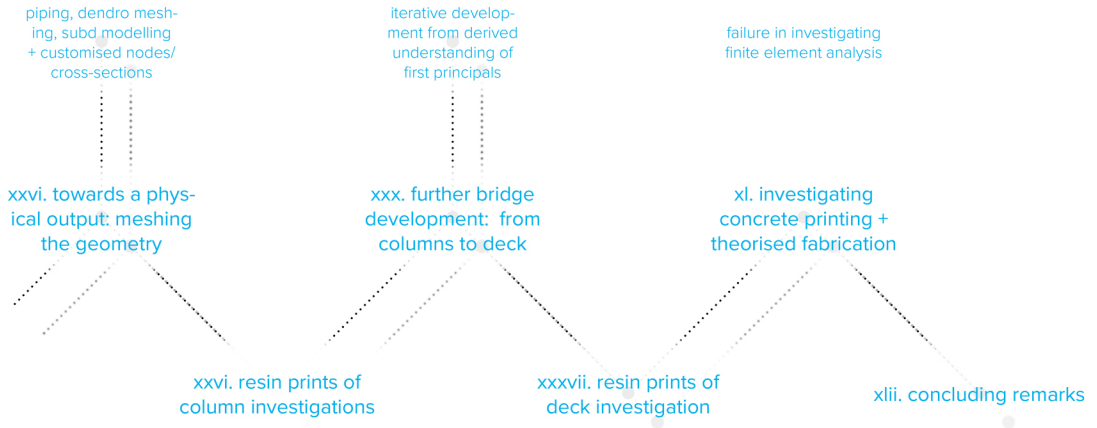 piping, dendro mesh-
ing, subd modelling
+ customised nodes/
cross-sections
iterative develop-
ment from derived
understanding of
first principals
failure in investigating
finite element analysis
xxvi. towards a phys-
ical output: meshing
the geometry
xxx. further bridge
development: from
columns to deck
xl. investigating
concrete printing +
theorised fabrication
xxvi. resin prints of
column investigations
xxxvii. resin prints of
deck investigation
xlii. concluding remarks